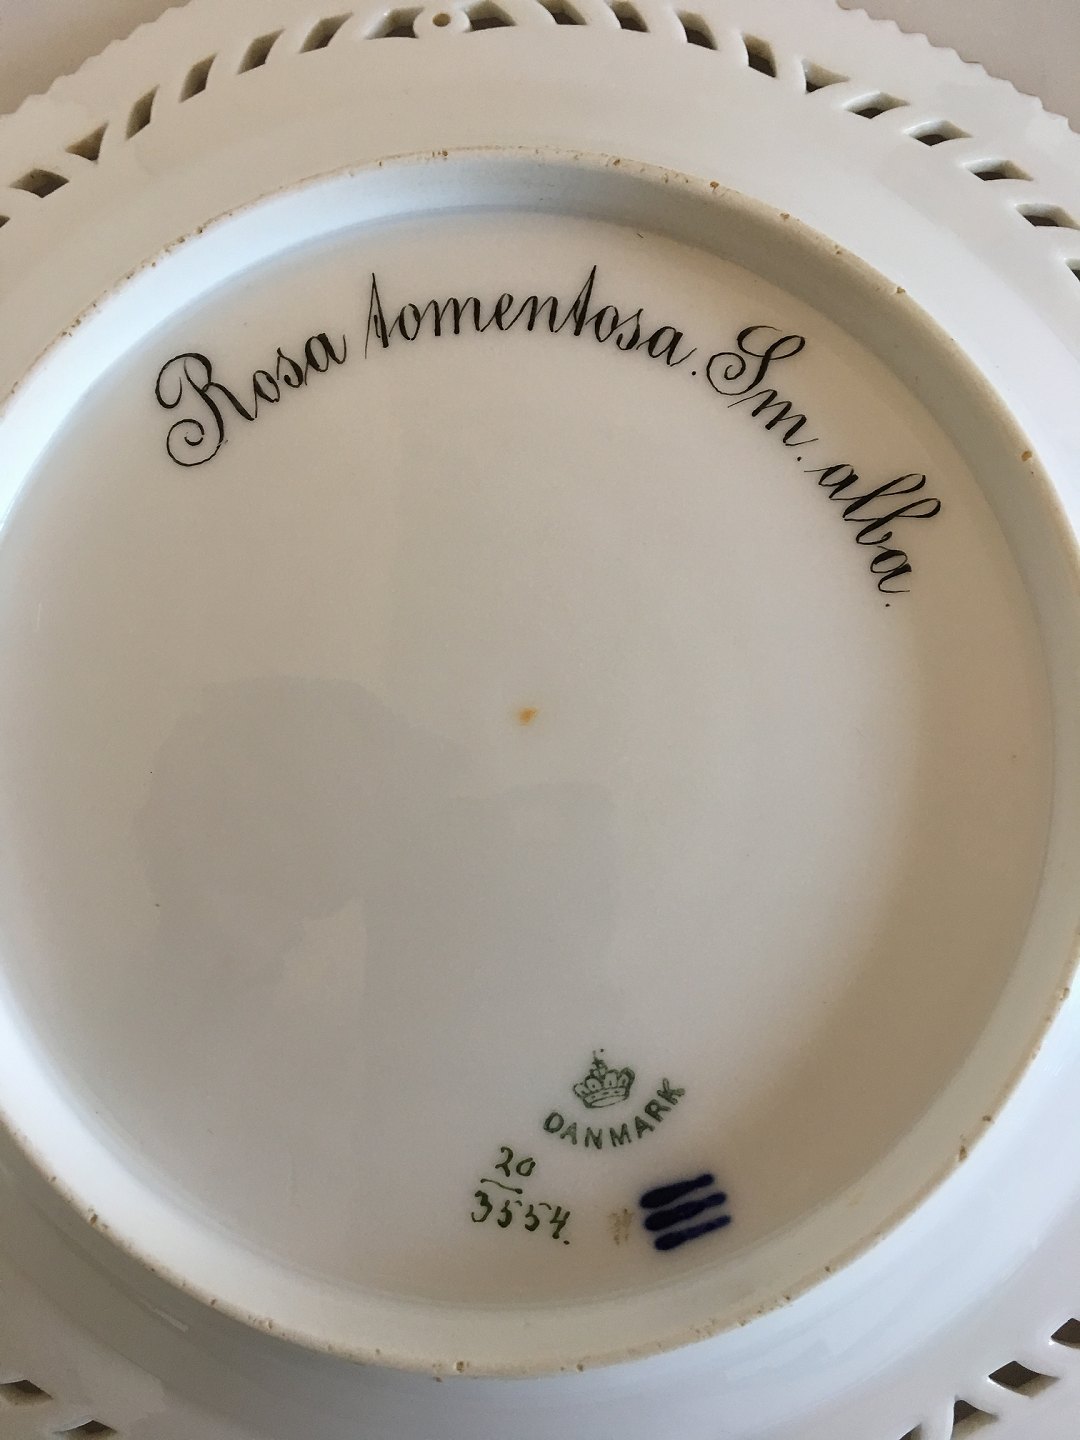 Rosa tomentosa. Sm. alba.
DANMARK
20
3554.